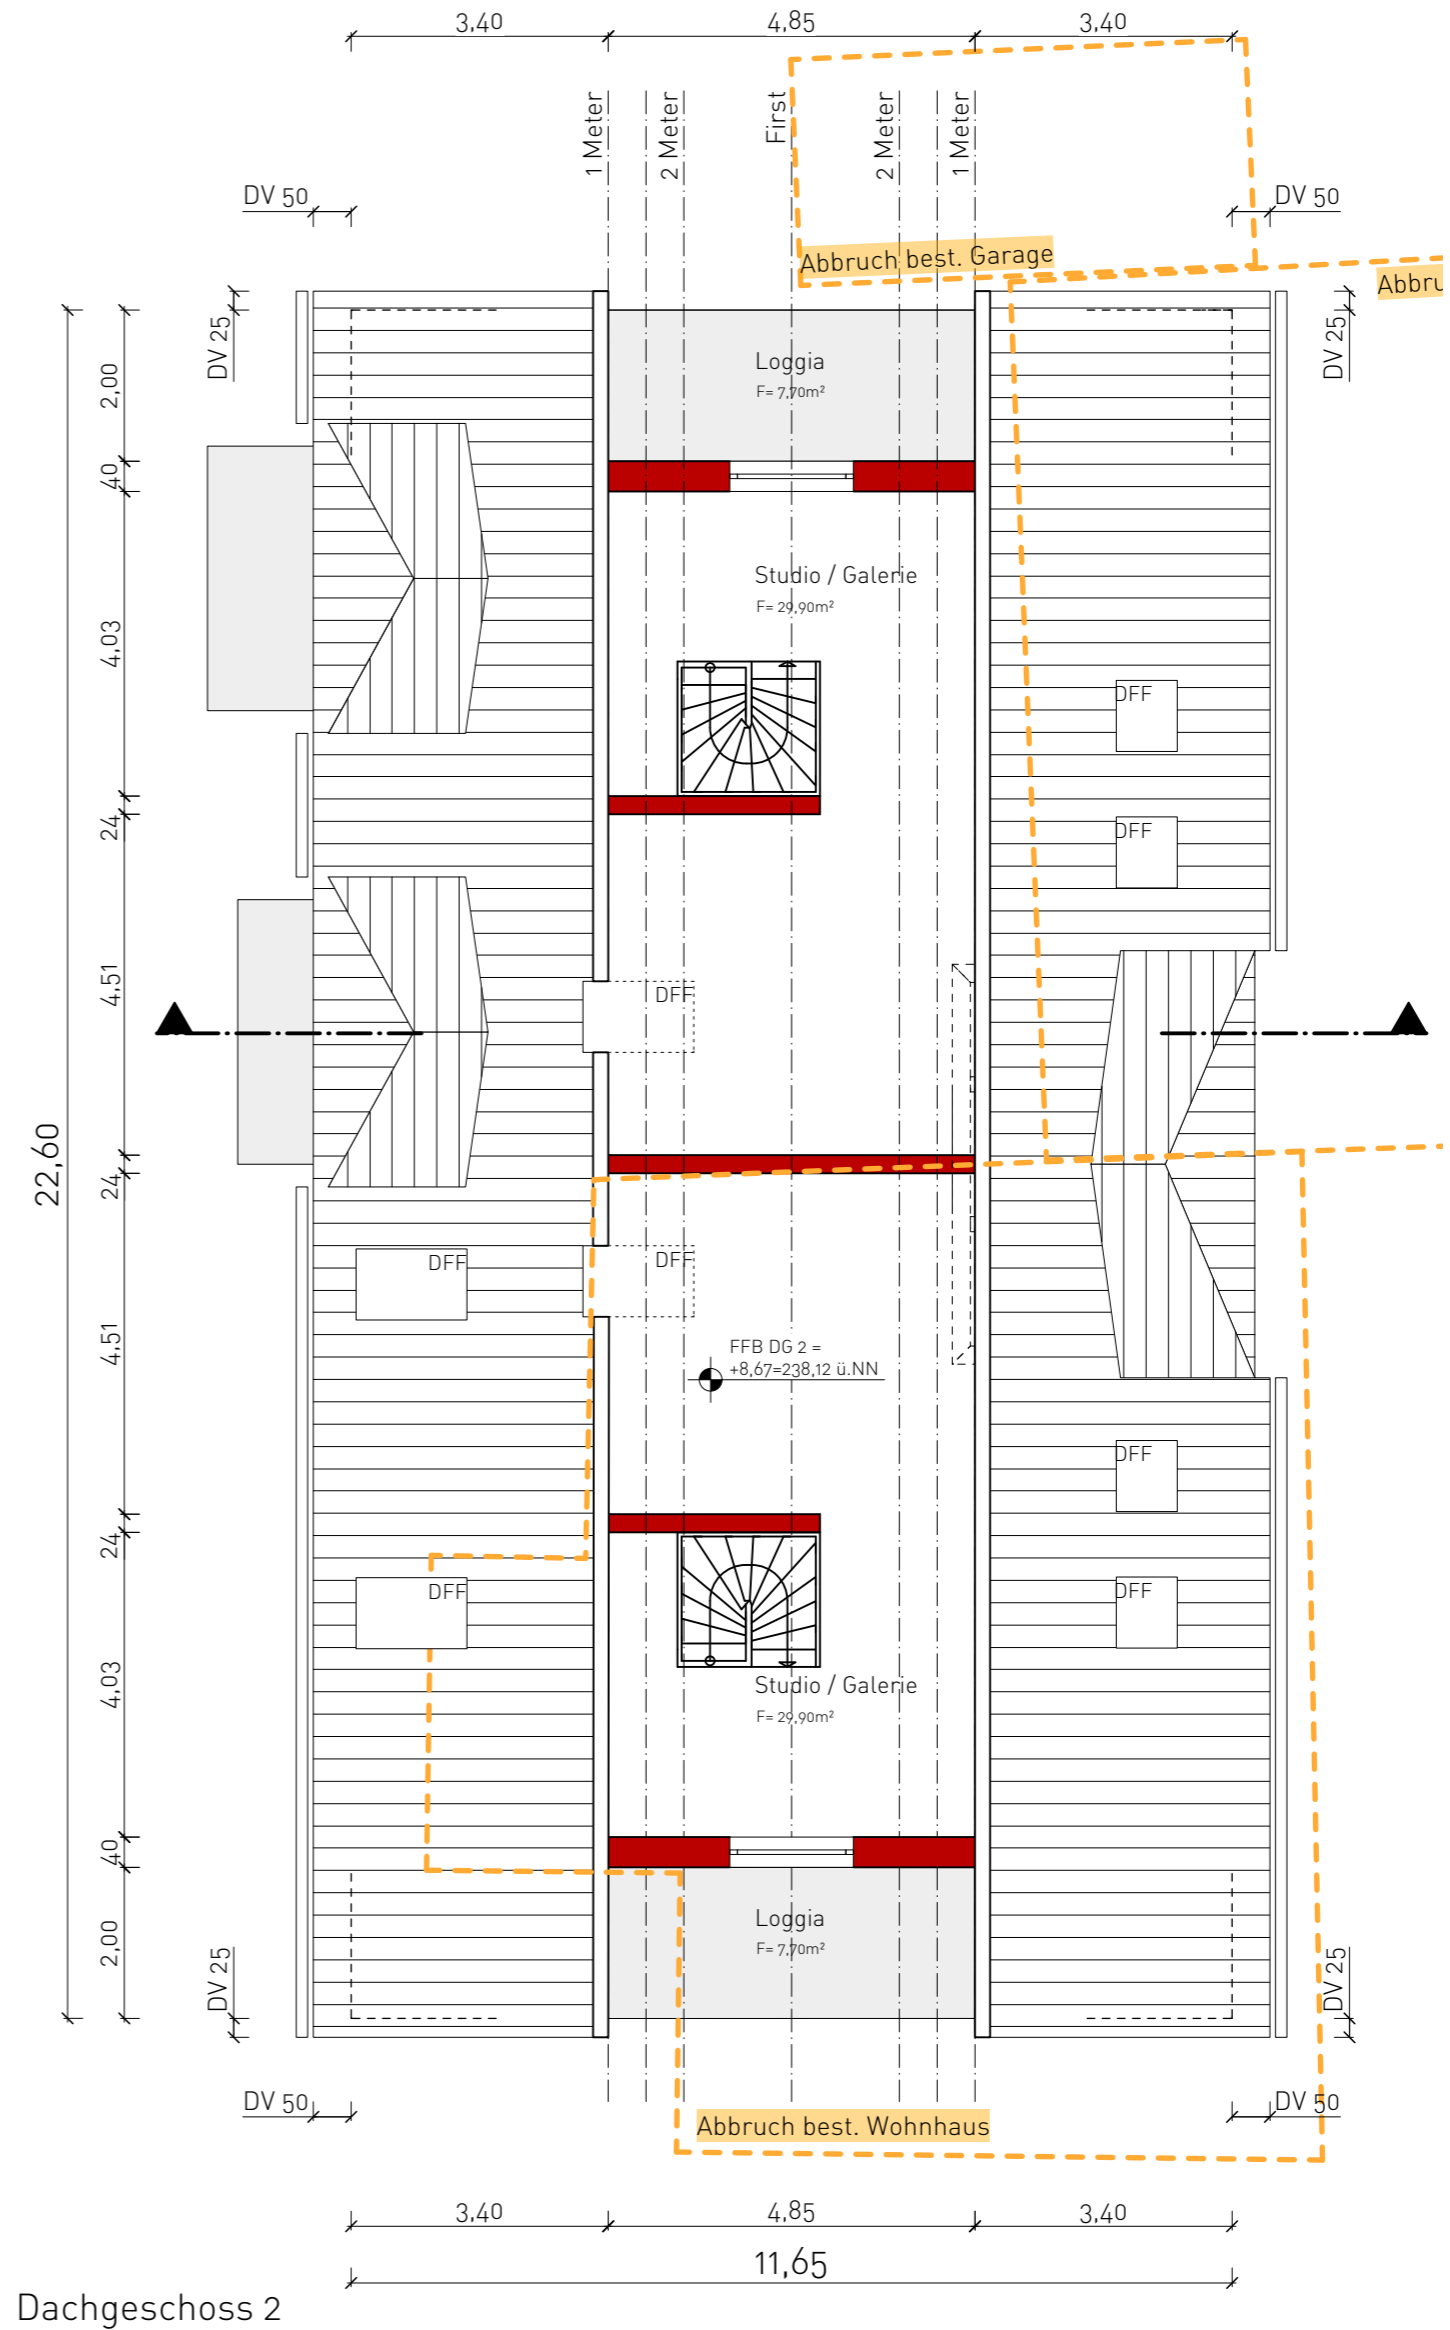 3,40
4,85
3,40
1 Meter
2 Meter
First
2 Meter
1 Meter
DV 50
DV 50
Abbruch best. Garage
Abbru
DV 25
DV 25
Loggia
F= 7,70m²
2,00
40
Studio / Galerie
F= 29,90m²
4,03
DFF
24
DFF
4,51
DFF
22,60
24
DFF
DFF
4,51
FFB DG 2 =
+8,67=238,12 ü.NN
DFF
24
DFF
DFF
4,03
Studio / Galerie
F= 29,90m²
40
Loggia
F= 7,70m²
2,00
DV 25
DV 25
DV 50
DV 50
Abbruch best. Wohnhaus
3,40
4,85
3,40
11,65
Dachgeschoss 2